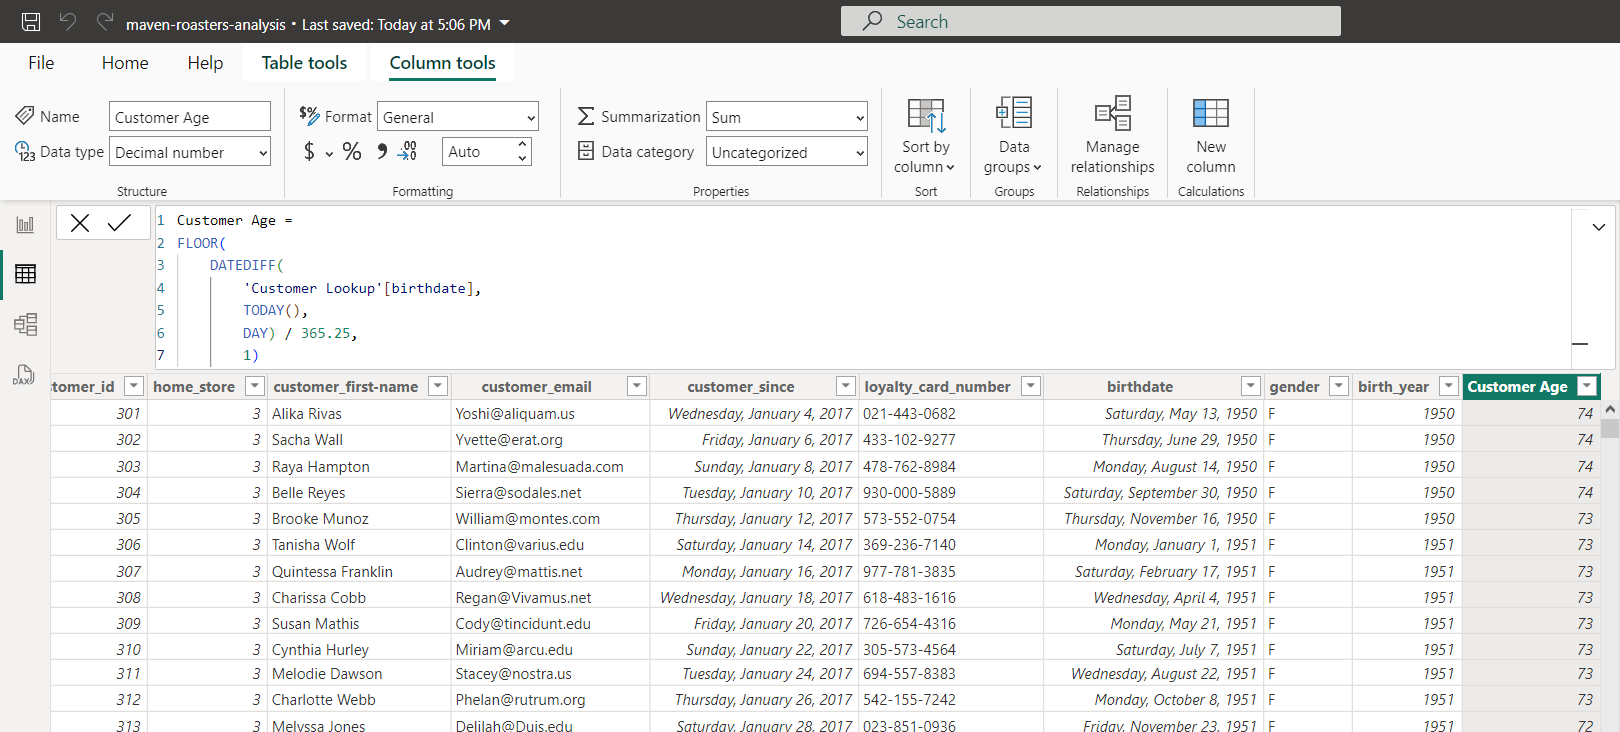 maven-roasters-analysis • Last saved: Today at 5:06 PM Search
File Home Help Table tools Column tools
Name Customer Age $% Format General Summarization Sum
Data type Decimal number $ % Auto Data category Uncategorized
Sort by column Data groups Manage relationships New column
Structure Formatting Properties Sort Groups Relationships Calculations
1 Customer Age =
2 FLOOR(
3 DATEDIFF(
4 'Customer Lookup'[birthdate],
5 TODAY(),
6 DAY) / 365.25,
7 1)
DAX
tomer_id home_store customer_first-name customer_email customer_since loyalty_card_number birthdate gender birth_year Customer Age
301 3 Alika Rivas Yoshi@aliquam.us Wednesday, January 4, 2017 021-443-0682 Saturday, May 13, 1950 F 1950 74
302 3 Sacha Wall Yvette@erat.org Friday, January 6, 2017 433-102-9277 Thursday, June 29, 1950 F 1950 74
303 3 Raya Hampton Martina@malesuada.com Sunday, January 8, 2017 478-762-8984 Monday, August 14, 1950 F 1950 74
304 3 Belle Reyes Sierra@sodales.net Tuesday, January 10, 2017 930-000-5889 Saturday, September 30, 1950 F 1950 74
305 3 Brooke Munoz William@montes.com Thursday, January 12, 2017 573-552-0754 Thursday, November 16, 1950 F 1950 73
306 3 Tanisha Wolf Clinton@varius.edu Saturday, January 14, 2017 369-236-7140 Monday, January 1, 1951 F 1951 73
307 3 Quintessa Franklin Audrey@mattis.net Monday, January 16, 2017 977-781-3835 Saturday, February 17, 1951 F 1951 73
308 3 Charissa Cobb Regan@Vivamus.net Wednesday, January 18, 2017 618-483-1616 Wednesday, April 4, 1951 F 1951 73
309 3 Susan Mathis Cody@tincidunt.edu Friday, January 20, 2017 726-654-4316 Monday, May 21, 1951 F 1951 73
310 3 Cynthia Hurley Miriam@arcu.edu Sunday, January 22, 2017 305-573-4564 Saturday, July 7, 1951 F 1951 73
311 3 Melodie Dawson Stacey@nostra.us Tuesday, January 24, 2017 694-557-8383 Wednesday, August 22, 1951 F 1951 73
312 3 Charlotte Webb Phelan@rutrum.org Thursday, January 26, 2017 542-155-7242 Monday, October 8, 1951 F 1951 73
313 3 Melyssa Jones Delilah@Duis.edu Saturday, January 28, 2017 023-851-0936 Friday, November 23, 1951 F 1951 72